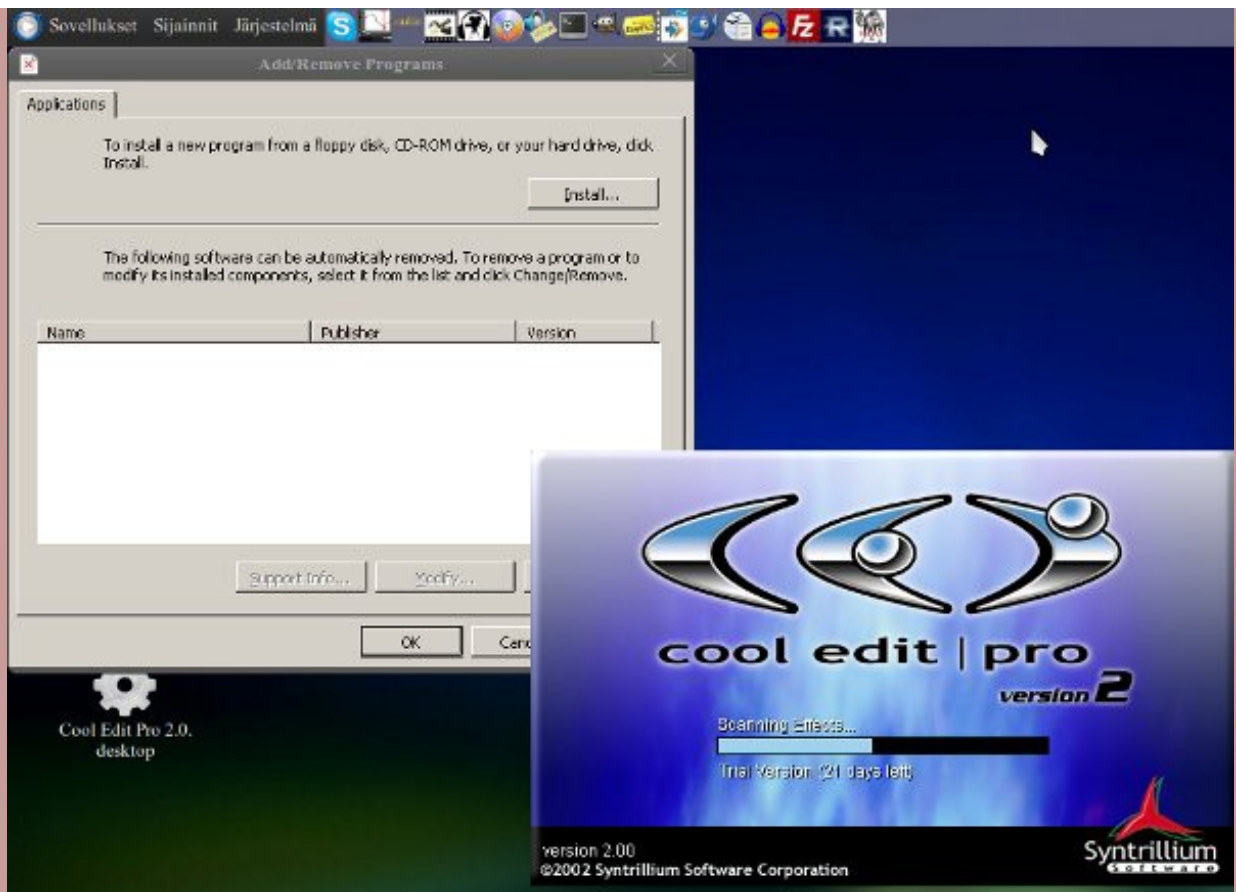 Sovellukset Sijainnit Järjestelmä
Add/Remove Programs
Applications
To install a new program from a floppy disk, CD-ROM drive, or your hard drive, click
Install.
Install...
The following software can be automatically removed. To remove a program or to
modify its installed components, select it from the list and click Change/Remove.
Name Publisher Version
Support Info... Modify...
OK
Cool Edit Pro 2.0.
desktop
cool edit | pro
version 2
Scanning Effects...
Trial Version (21 days left)
version 2.00
©2002 Syntrillium Software Corporation
Syntrillium
Software